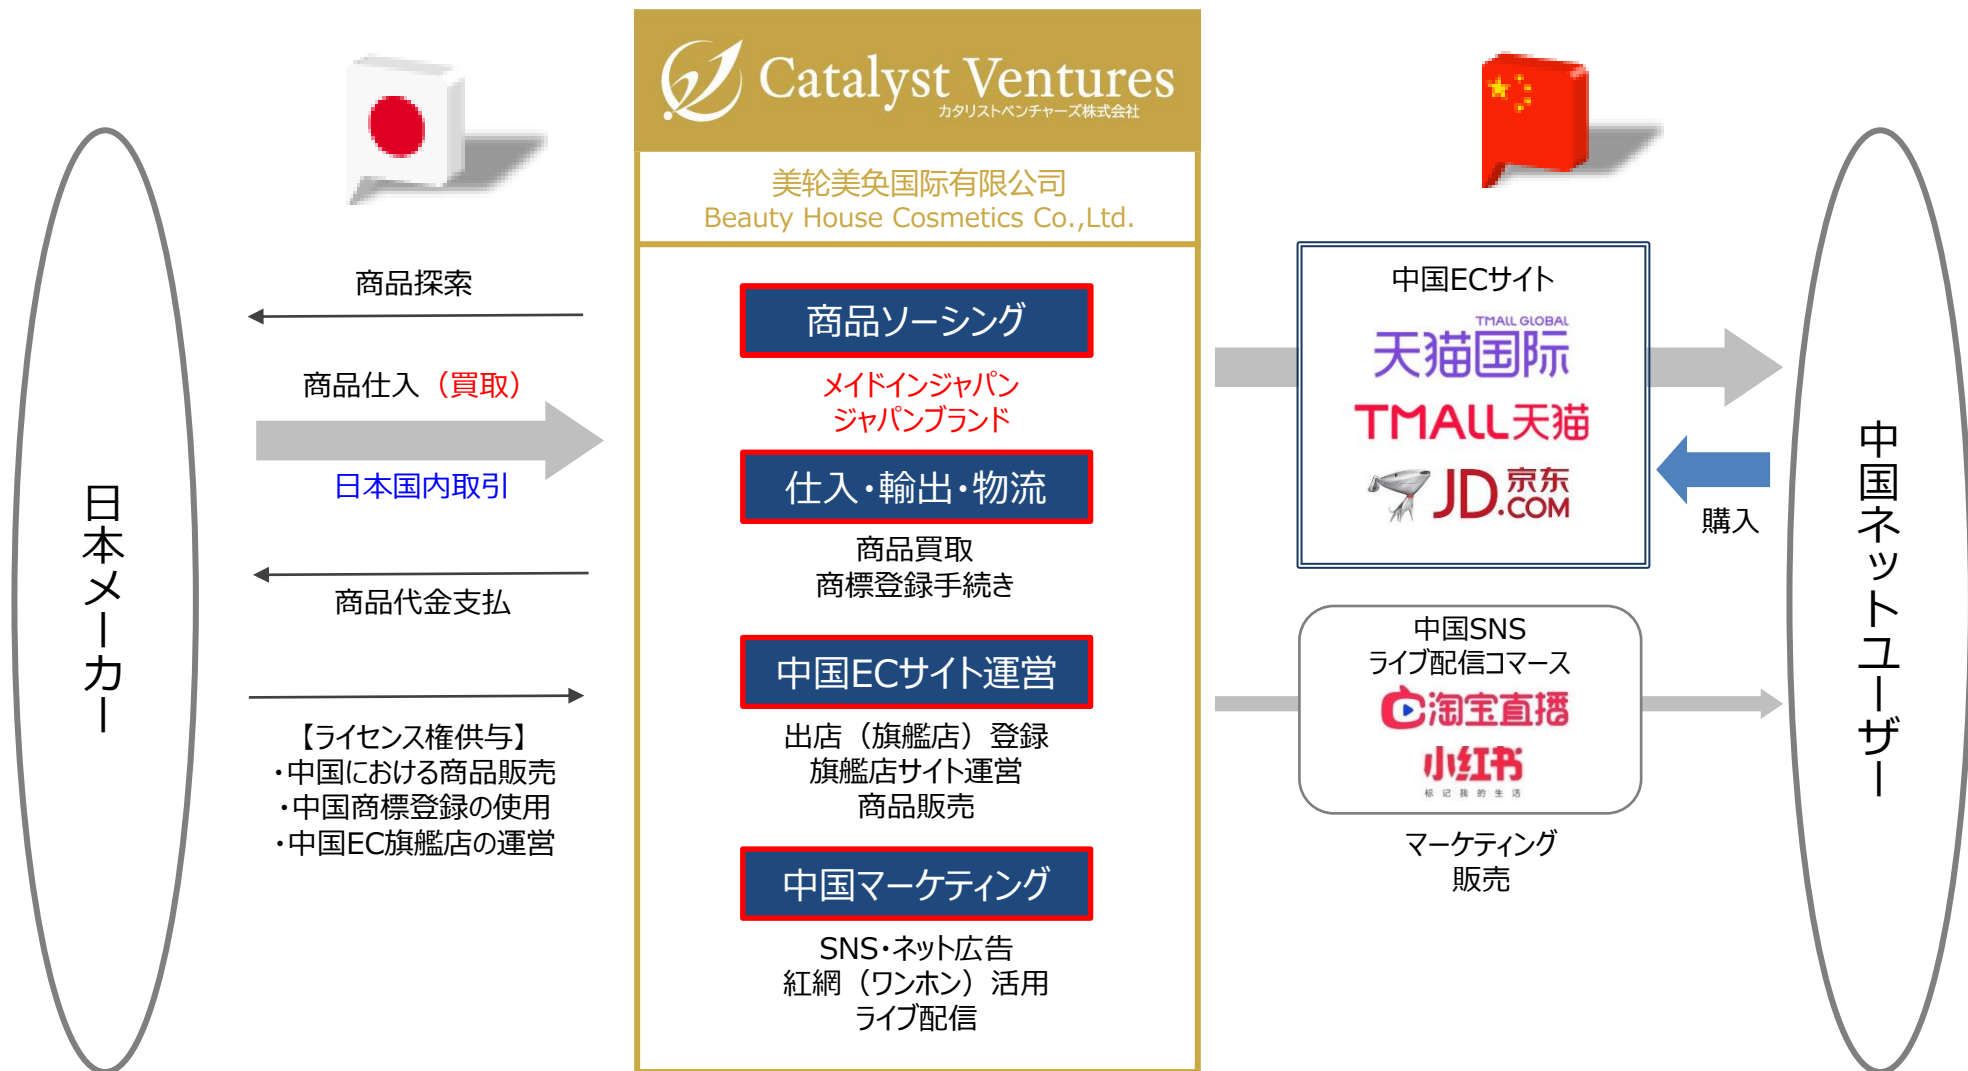 Catalyst Ventures
カタリストベンチャーズ株式会社
美轮美奂国际有限公司
Beauty House Cosmetics Co.,Ltd.
日本メーカー
商品探索
商品仕入（買取）
日本国内取引
商品代金支払
【ライセンス権供与】
・中国における商品販売
・中国商標登録の使用
・中国EC旗艦店の運営
商品ソーシング
メイドインジャパン
ジャパンブランド
仕入・輸出・物流
商品買取
商標登録手続き
中国ECサイト運営
出店（旗艦店）登録
旗艦店サイト運営
商品販売
中国マーケティング
SNS・ネット広告
紅網（ワンホン）活用
ライブ配信
中国ECサイト
TMALL GLOBAL
天猫国际
TMALL天猫
JD京东
.COM
購入
中国SNS
ライブ配信コマース
淘宝直播
小红书
标记我的生活
マーケティング
販売
中国ネットユーザー